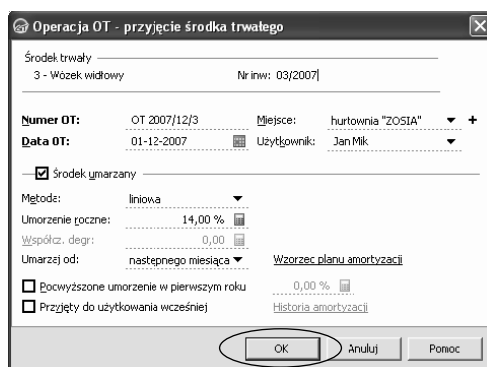 Operacja OT - przyjęcie środka trwałego
Środek trwały
3 - Wózek widłowy Nr inw: 03/2007
Numer OT: OT 2007/12/3 Miejsce: hurtownia "ZOSIA"
Data OT: 01-12-2007 Użytkownik: Jan Mik
Środek umarzany
Metoda: liniowa
Umorzenie roczne: 14,00 %
Współcz. degr: 0,00
Umarzaj od: następnego miesiąca Wzorzec planu amortyzacji
Podwyższone umorzenie w pierwszym roku 0,00 %
Przyjęty do użytkowania wcześniej Historia amortyzacji
OK Anuluj Pomoc